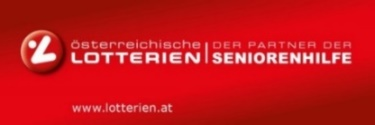 österreichische
LOTTERIEN
DER PARTNER DER
SENIORENHILFE
www.lotterien.at